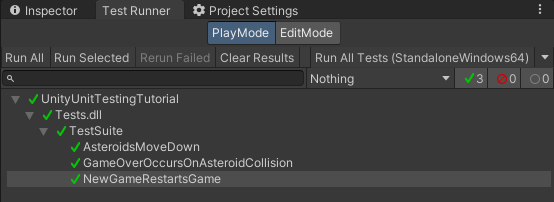 Inspector Test Runner Project Settings
PlayMode EditMode
Run All Run Selected Rerun Failed Clear Results Run All Tests (StandaloneWindows64)
Nothing 3 0 0
UnityUnitTestingTutorial
Tests.dll
TestSuite
AsteroidsMoveDown
GameOverOccursOnAsteroidCollision
NewGameRestartsGame